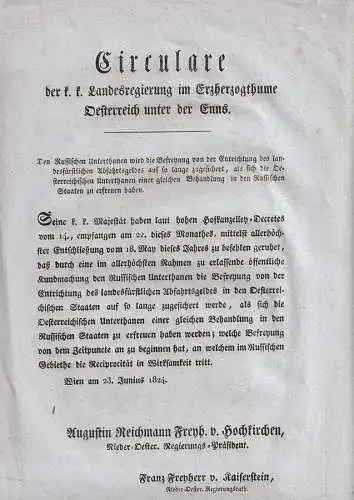 Circulare
der k. k. Landesregierung im Erzherzogthume
Oesterreich unter der Enns.
Den Russischen Unterthanen wird die Befreyung von der Entrichtung des lan-
desfürstlichen Abfahrtsgeldes auf so lange zugesichert, als sich die Oe-
sterreichischen Unterthanen einer gleichen Behandlung in den Russischen
Staaten zu erfreuen haben.
Seine k. k. Majestät haben laut hohen Hofkanzelley-Decretes
vom 14., empfangen am 22. dieses Monathes, mittelst allerhöch-
ster Entschließung vom 18. May dieses Jahres zu befehlen geruhet,
daß durch eine im allerhöchsten Nahmen zu erlassende öffentliche
Kundmachung den Russischen Unterthanen die Befreyung von der
Entrichtung des landesfürstlichen Abfahrtsgeldes in den Oesterrei-
chischen Staaten auf so lange zugesichert werde, als sich die
Oesterreichischen Unterthanen einer gleichen Behandlung in den
Russischen Staaten zu erfreuen haben werden; welche Befreyung
von dem Zeitpuncte an zu beginnen hat, an welchem im Russischen
Gebiethe die Reciprocität in Wirksamkeit tritt.
Wien am 23. Junius 1824.
Augustin Reichmann Freyh. v. Hochkirchen,
Nieder-Oester. Regierungs-Präsident.
Franz Freyherr v. Kaiserstein,
Nieder-Oester. Regierungsrath.